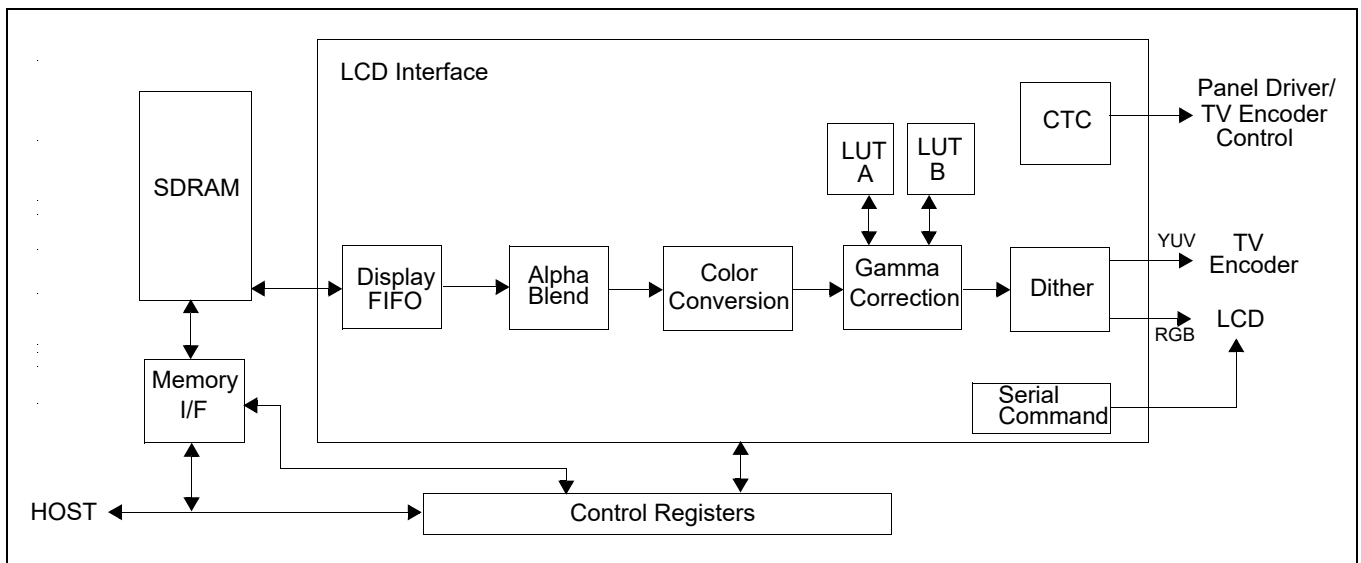 LCD Interface
SDRAM
CTC
Panel Driver/
TV Encoder
Control
LUT
A
LUT
B
Display
FIFO
Alpha
Blend
Color
Conversion
Gamma
Correction
Dither
YUV
TV
Encoder
RGB
LCD
Memory
I/F
Serial
Command
HOST
Control Registers